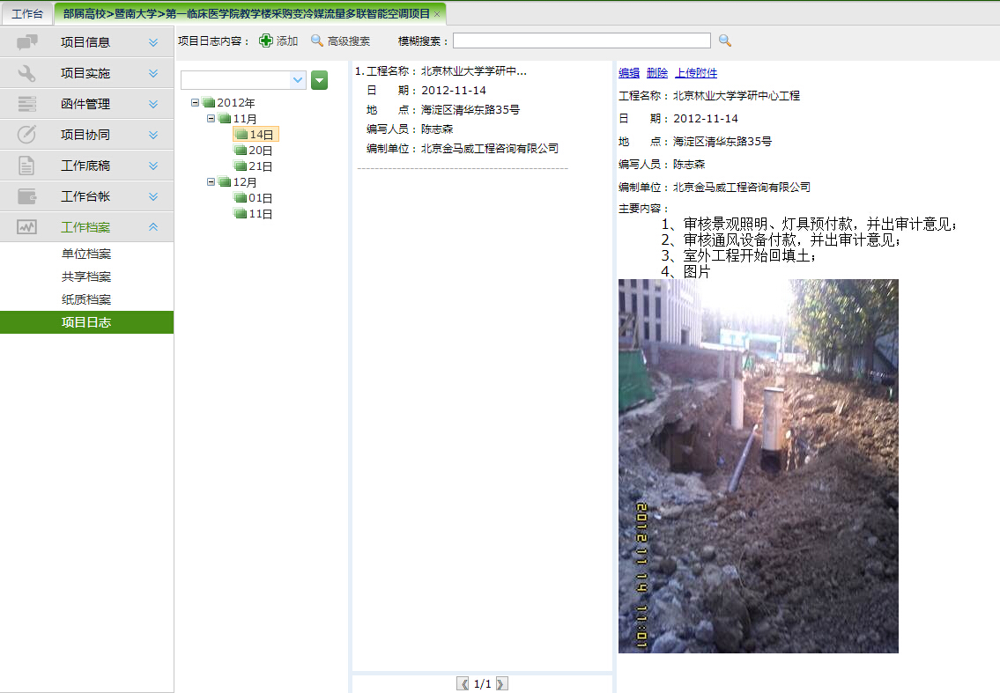 工作台
部属高校>暨南大学>第一临床医学院教学楼采购变冷媒流量多联智能空调项目 ×
项目信息
项目实施
函件管理
项目协同
工作底稿
工作台帐
工作档案
单位档案
共享档案
纸质档案
项目日志
项目日志内容： 添加 高级搜索 模糊搜索：
2012年
11月
14日
20日
21日
12月
01日
11日
1. 工程名称：北京林业大学学研中...
日 期：2012-11-14
地 点：海淀区清华东路35号
编写人员：陈志森
编制单位：北京金马威工程咨询有限公司
1/1
编辑 删除 上传附件
工程名称：北京林业大学学研中心工程
日 期：2012-11-14
地 点：海淀区清华东路35号
编写人员：陈志森
编制单位：北京金马威工程咨询有限公司
主要内容：
1、审核景观照明、灯具预付款，并出审计意见；
2、审核通风设备付款，并出审计意见；
3、室外工程开始回填土；
4、图片
2012 11 14 11:01